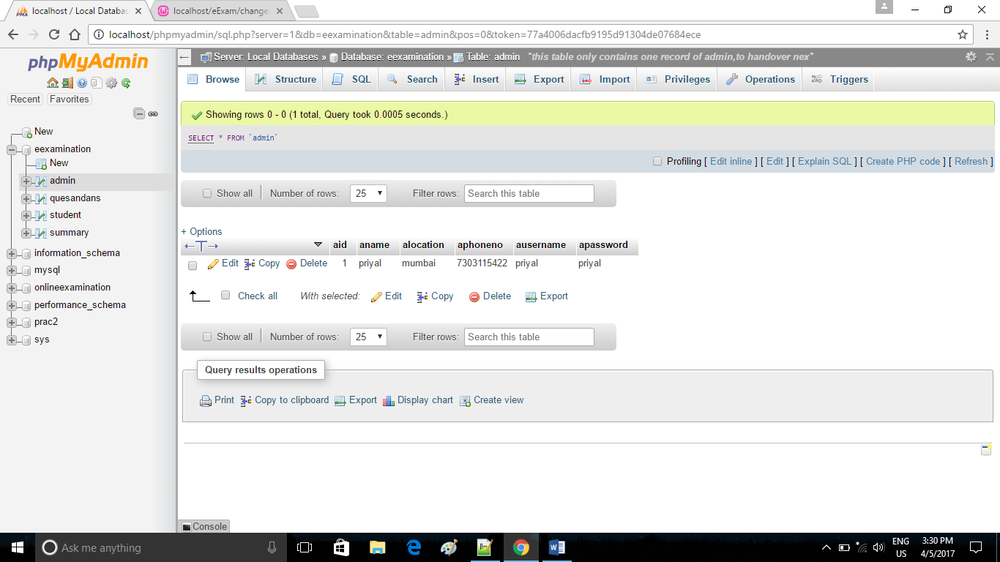 localhost / Local Databas
localhost/eExam/change
localhost/phpmyadmin/sql.php?server=1&db=eexamination&table=admin&pos=0&token=77a4006dacfb9195d91304de07684ece
phpMyAdmin
Recent Favorites
New
eexamination
New
admin
quesandans
student
summary
information_schema
mysql
onlineexamination
performance_schema
prac2
sys
Server: Local Databases » Database: eexamination » Table: admin "this table only contains one record of admin,to handover nex"
Browse Structure SQL Search Insert Export Import Privileges Operations Triggers
Showing rows 0 - 0 (1 total, Query took 0.0005 seconds.)
SELECT * FROM `admin`
Profiling [ Edit inline ] [ Edit ] [ Explain SQL ] [ Create PHP code ] [ Refresh ]
Show all Number of rows: 25 Filter rows: Search this table
+ Options
aid aname alocation aphoneno ausername apassword
Edit Copy Delete 1 priyal mumbai 7303115422 priyal priyal
Check all With selected: Edit Copy Delete Export
Show all Number of rows: 25 Filter rows: Search this table
Query results operations
Print Copy to clipboard Export Display chart Create view
Console
Ask me anything
ENG
US
3:30 PM
4/5/2017